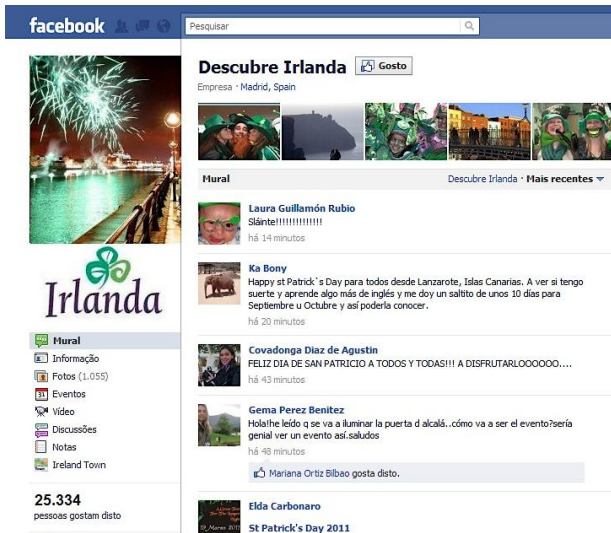 facebook
Pesquisar
Descubre Irlanda
Gosto
Empresa · Madrid, Spain
Mural
Descubre Irlanda · Mais recentes
Laura Guillamón Rubio
Sláinte!!!!!!!!!!!!!!
há 14 minutos
Ka Bony
Happy st Patrick`s Day para todos desde Lanzarote, Islas Canarias. A ver si tengo
suerte y aprende algo más de inglés y me doy un saltito de unos 10 días para
Septiembre u Octubre y así poderla conocer.
há 20 minutos
Covadonga Diaz de Agustin
FELIZ DIA DE SAN PATRICIO A TODOS Y TODAS!!! A DISFRUTARLOOOOOO....
há 43 minutos
Gema Perez Benitez
Hola!he leído q se va a iluminar la puerta d alcalá..cómo va a ser el evento?sería
genial ver un evento así.saludos
há 48 minutos
Mariana Ortiz Bilbao gosta disto.
Elda Carbonaro
St Patrick's Day 2011
Irlanda
Mural
Informação
Fotos (1.055)
31 Eventos
Vídeo
Discussões
Notas
Ireland Town
25.334
pessoas gostam disto